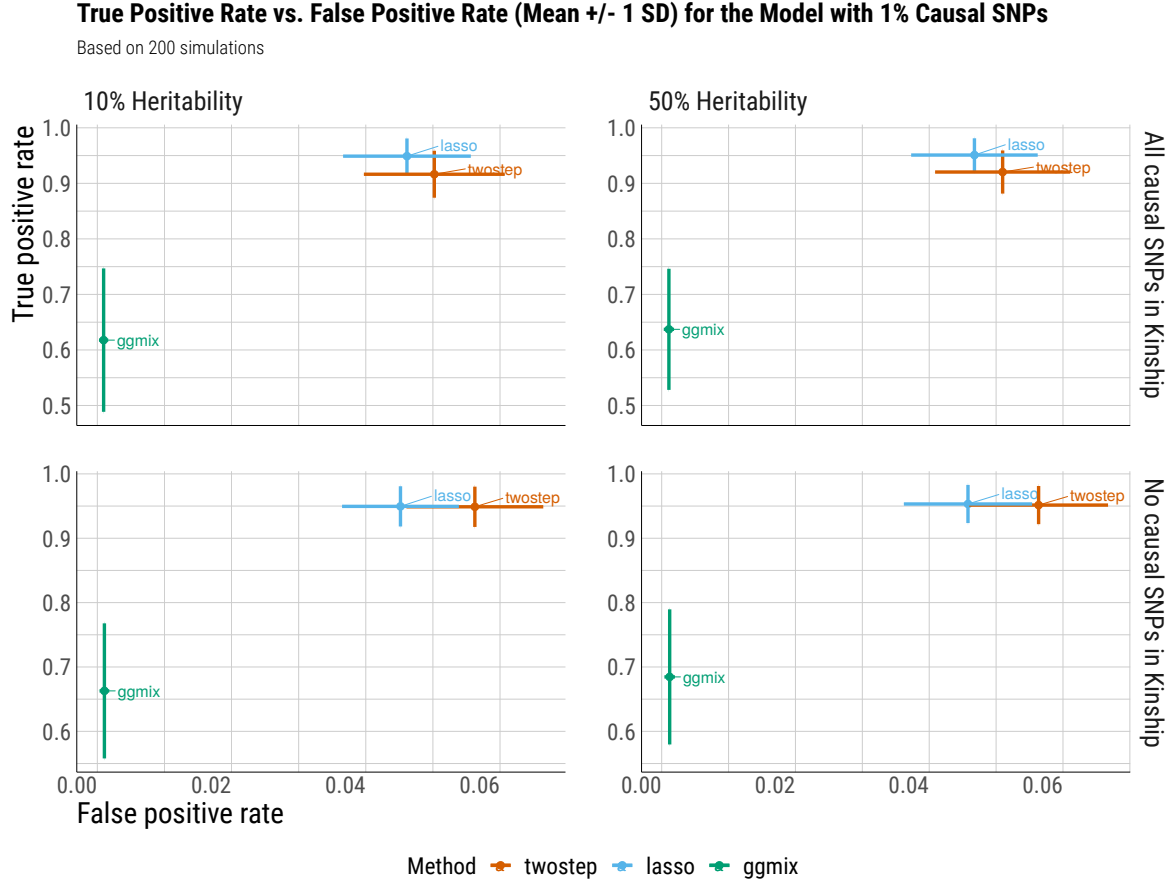 True Positive Rate vs. False Positive Rate (Mean +/- 1 SD) for the Model with 1% Causal SNPs
Based on 200 simulations
10% Heritability
50% Heritability
True positive rate
1.0
0.9
0.8
0.7
0.6
0.5
lasso
twostep
ggmix
1.0
0.9
0.8
0.7
0.6
0.5
lasso
twostep
ggmix
All causal SNPs in Kinship
1.0
0.9
0.8
0.7
0.6
lasso
twostep
ggmix
1.0
0.9
0.8
0.7
0.6
lasso
twostep
ggmix
No causal SNPs in Kinship
0.00 0.02 0.04 0.06
0.00 0.02 0.04 0.06
False positive rate
Method twostep lasso ggmix